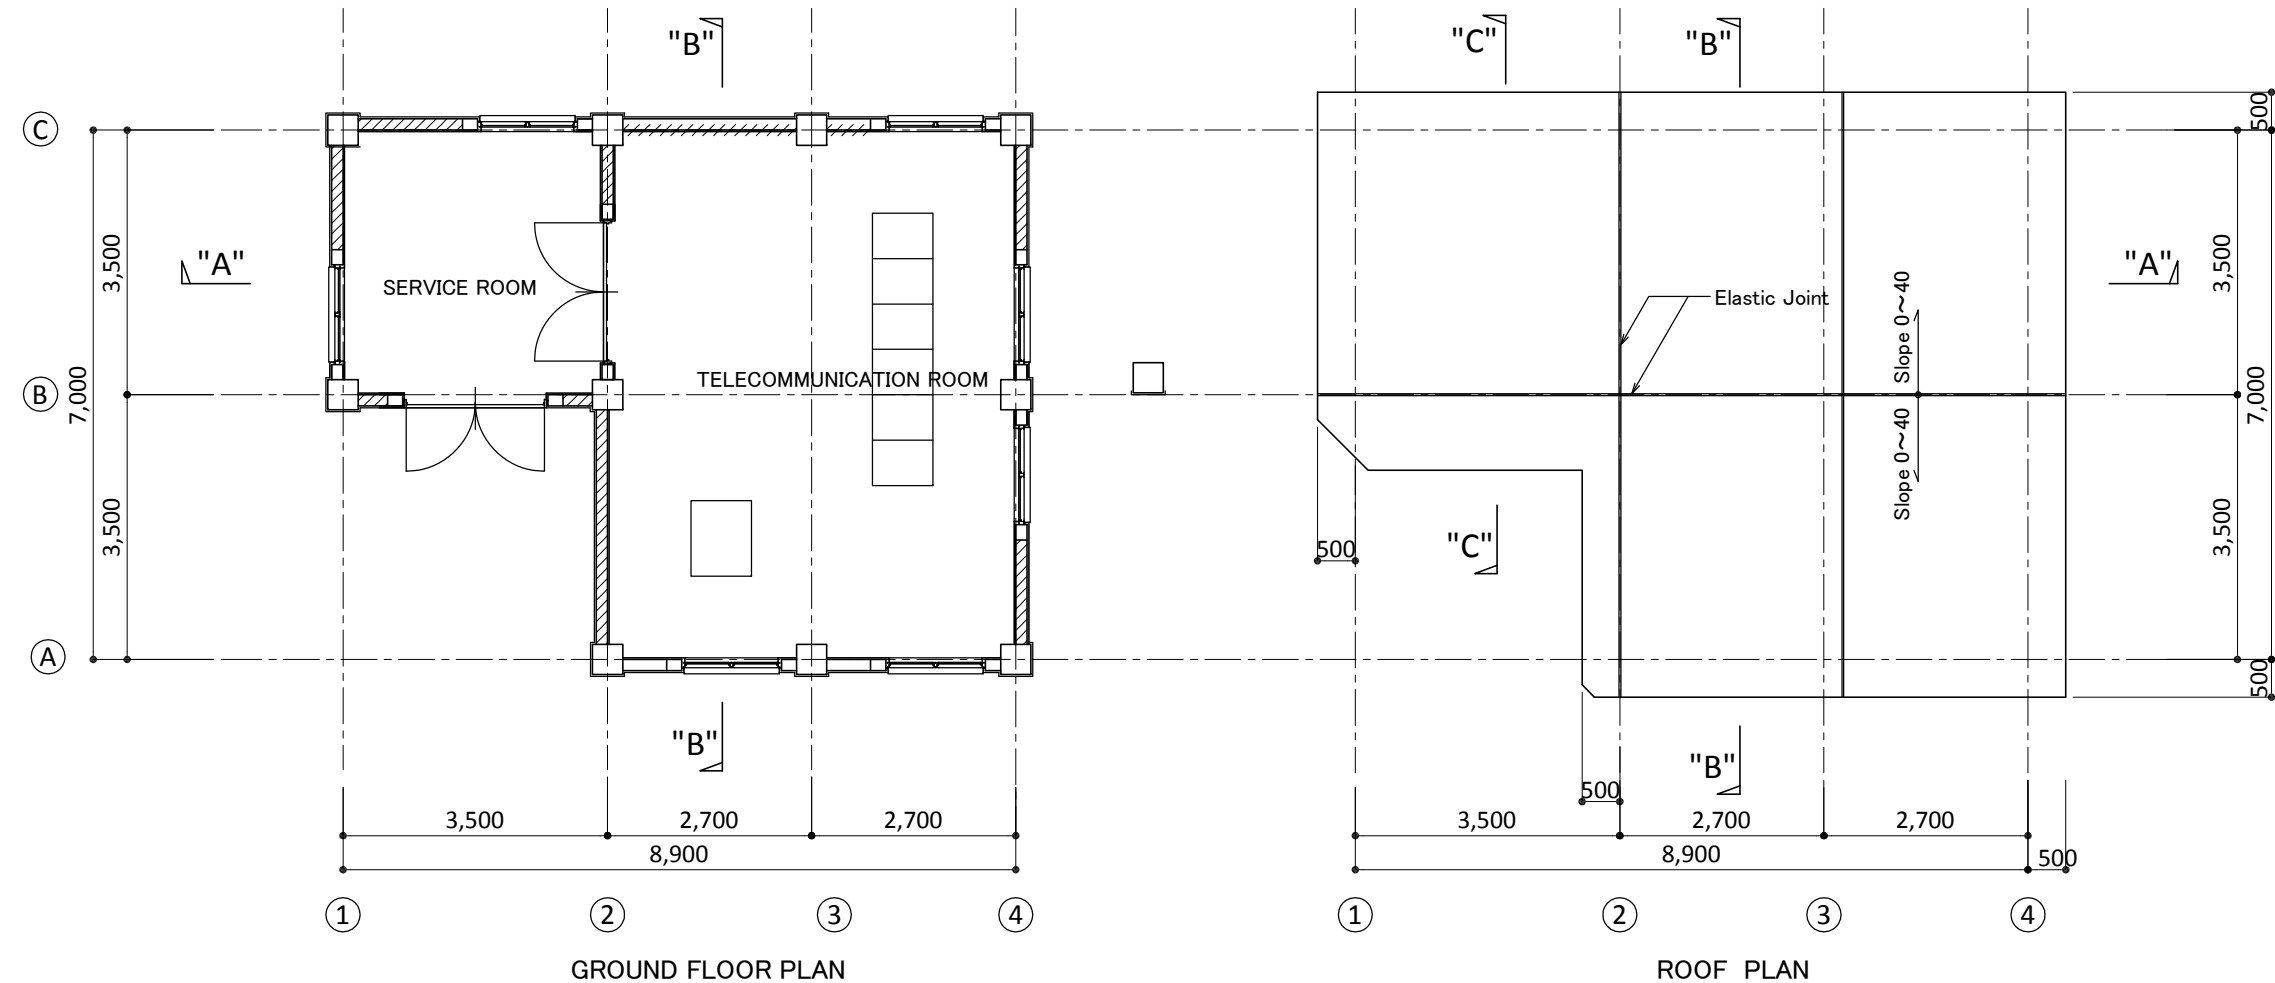 "B"
"C"
"B"
C
500
"A"
SERVICE ROOM
3,500
Elastic Joint
Slope 0~40
"A"
3,500
B
7,000
TELECOMMUNICATION ROOM
Slope 0~40
7,000
3,500
"C"
500
3,500
A
500
"B"
"B"
500
3,500
2,700
2,700
8,900
3,500
2,700
2,700
8,900
500
1
2
3
4
1
2
3
4
GROUND FLOOR PLAN
ROOF PLAN